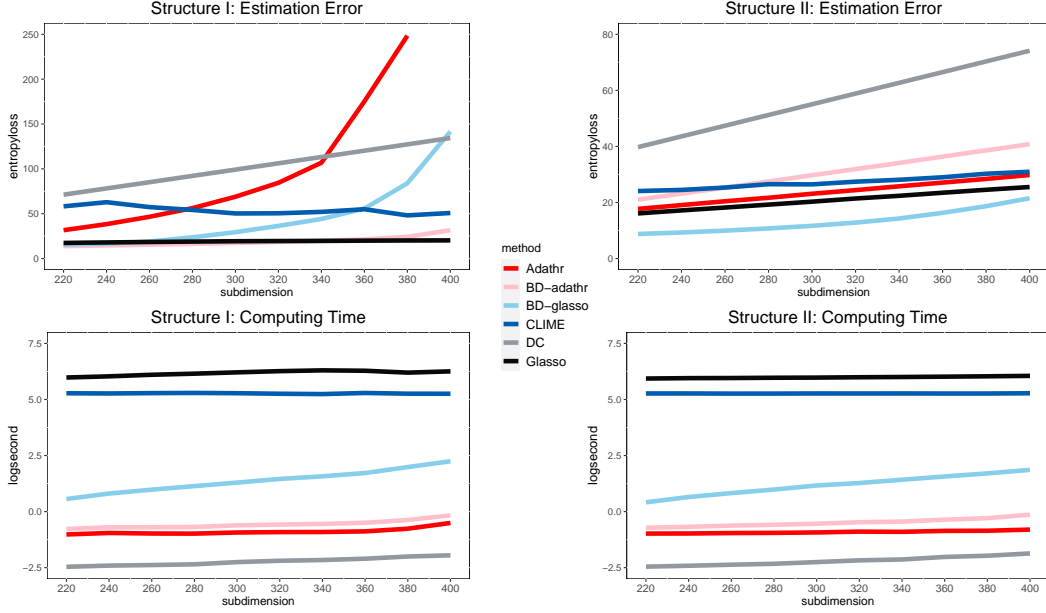 Structure I: Estimation Error
250
200
150
100
50
0
entropyloss
220 240 260 280 300 320 340 360 380 400
subdimension
Structure II: Estimation Error
80
60
40
20
0
entropyloss
220 240 260 280 300 320 340 360 380 400
subdimension
method
Adathr
BD−adathr
BD−glasso
CLIME
DC
Glasso
Structure I: Computing Time
7.5
5.0
2.5
0.0
−2.5
logsecond
220 240 260 280 300 320 340 360 380 400
subdimension
Structure II: Computing Time
7.5
5.0
2.5
0.0
−2.5
logsecond
220 240 260 280 300 320 340 360 380 400
subdimension